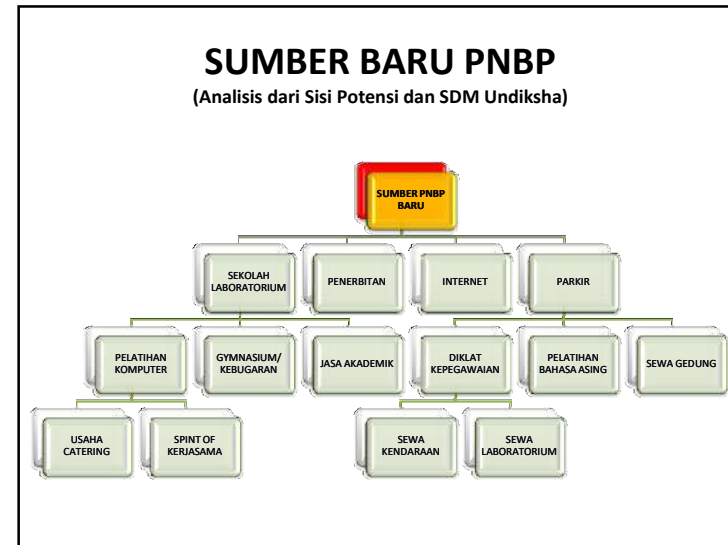 SUMBER BARU PNBP
(Analisis dari Sisi Potensi dan SDM Undiksha)
SUMBER PNBP
BARU
SEKOLAH
LABORATORIUM
PENERBITAN
INTERNET
PARKIR
PELATIHAN
KOMPUTER
GYMNASIUM/
KEBUGARAN
JASA AKADEMIK
DIKLAT
KEPEGAWAIAN
PELATIHAN
BAHASA ASING
SEWA GEDUNG
USAHA
CATERING
SPINT OF
KERJASAMA
SEWA
KENDARAAN
SEWA
LABORATORIUM